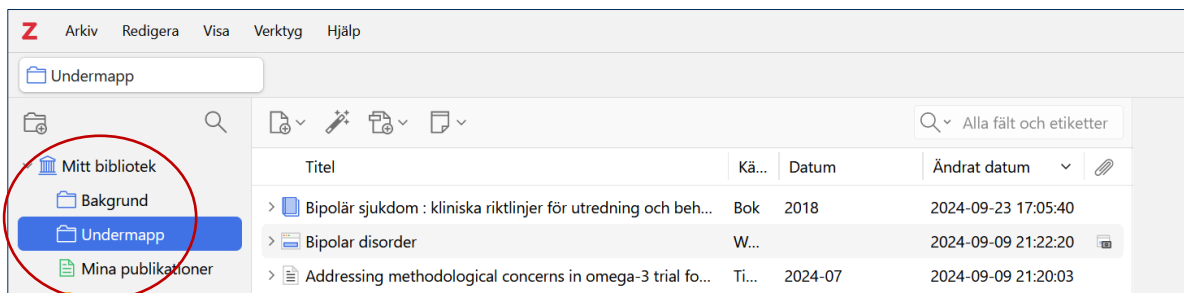 Z Arkiv Redigera Visa Verktyg Hjälp
Undermapp
Alla fält och etiketter
Mitt bibliotek
Bakgrund
Undermapp
Mina publikationer
Titel Kä... Datum Ändrat datum
Bipolär sjukdom : kliniska riktlinjer för utredning och beh... Bok 2018 2024-09-23 17:05:40
Bipolar disorder W... 2024-09-09 21:22:20
Addressing methodological concerns in omega-3 trial fo... Ti... 2024-07 2024-09-09 21:20:03